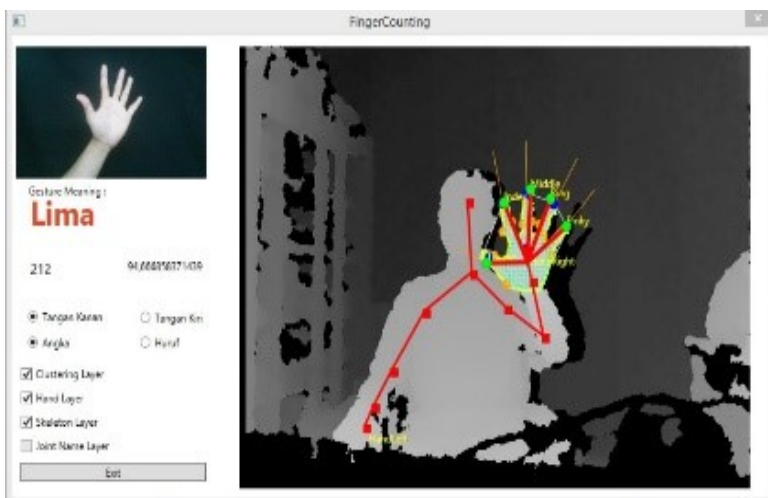 FingerCounting
Gesture Meaning :
Lima
212
Tangan Kanan
Tangan Kiri
Angka
Huruf
Clustering Layer
Hand Layer
Skeleton Layer
Joint Name Layer
Exit
Middle
Ring
Pinky